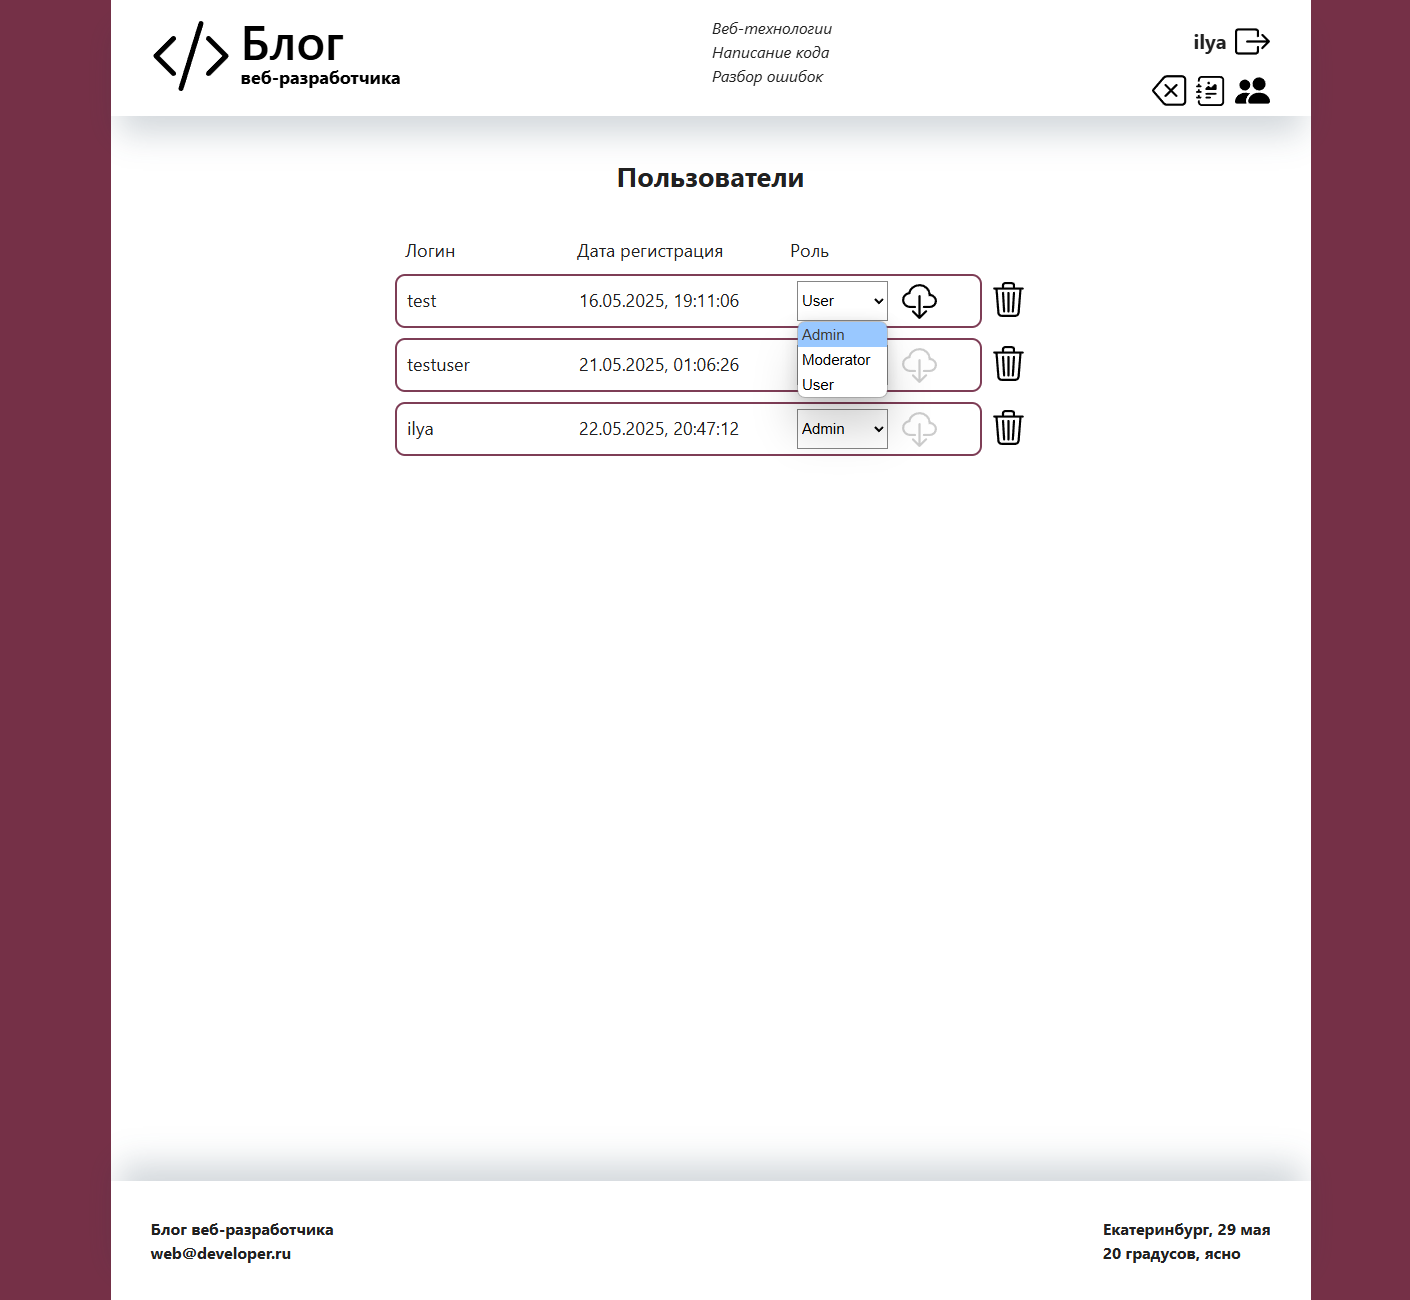 Блог
веб-разработчика
Веб-технологии
Написание кода
Разбор ошибок
ilya
Пользователи
Логин Дата регистрация Роль
test 16.05.2025, 19:11:06 User
Admin
Moderator
User
testuser 21.05.2025, 01:06:26
ilya 22.05.2025, 20:47:12 Admin
Блог веб-разработчика
web@developer.ru
Екатеринбург, 29 мая
20 градусов, ясно